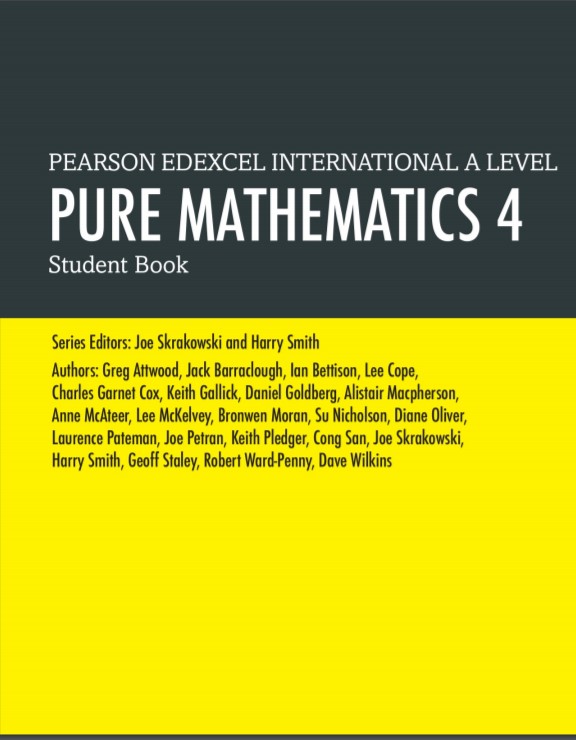 PEARSON EDEXCEL INTERNATIONAL A LEVEL
PURE MATHEMATICS 4
Student Book
Series Editors: Joe Skrakowski and Harry Smith
Authors: Greg Attwood, Jack Barraclough, Ian Bettison, Lee Cope,
Charles Garnet Cox, Keith Gallick, Daniel Goldberg, Alistair Macpherson,
Anne McAteer, Lee McKelvey, Bronwen Moran, Su Nicholson, Diane Oliver,
Laurence Pateman, Joe Petran, Keith Pledger, Cong San, Joe Skrakowski,
Harry Smith, Geoff Staley, Robert Ward-Penny, Dave Wilkins